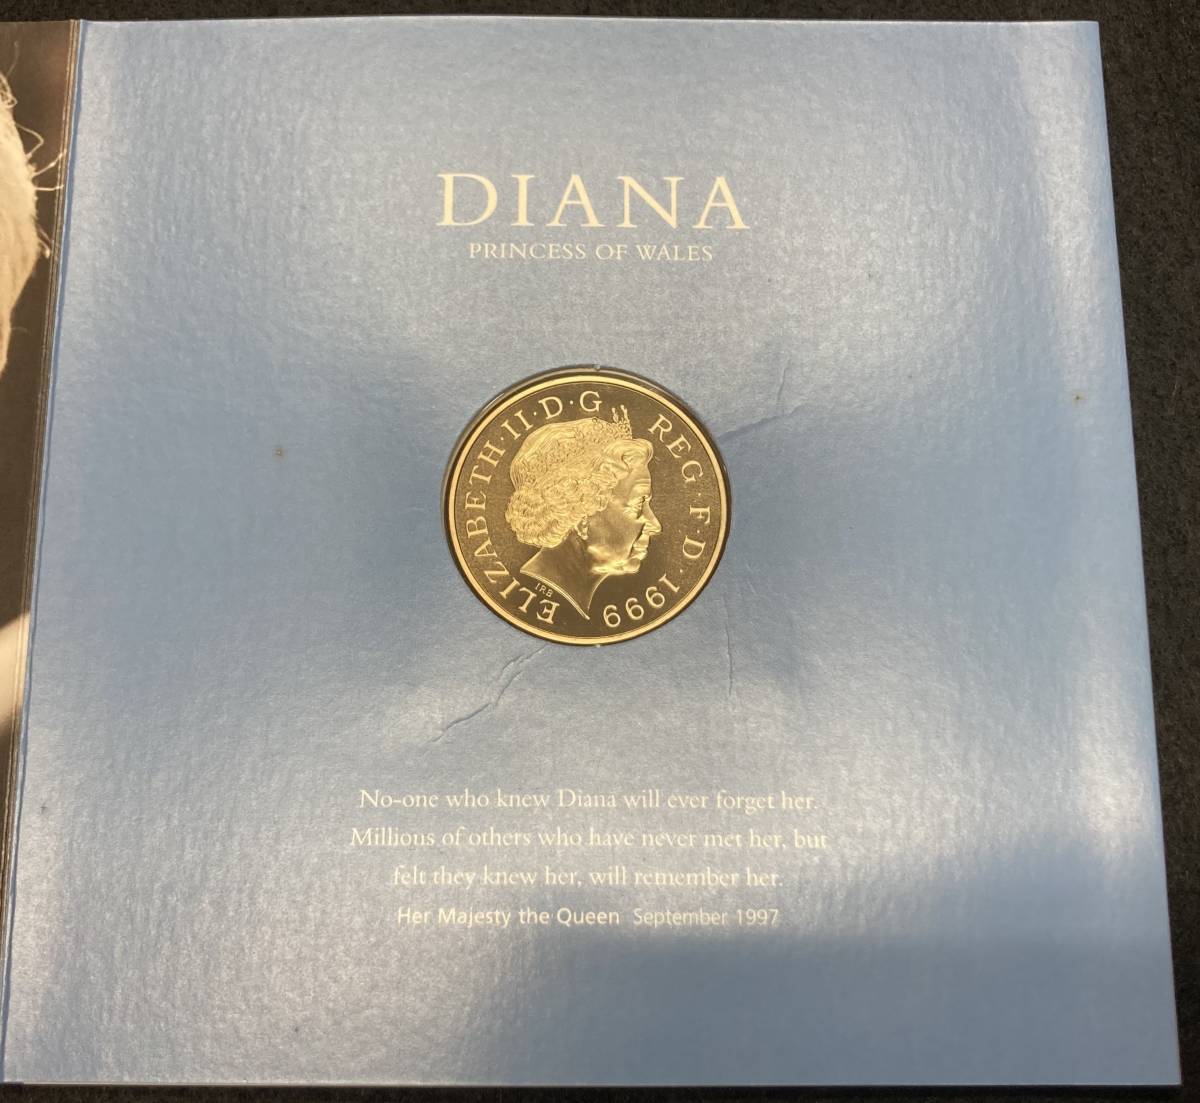 DIANA
PRINCESS OF WALES
ELIZABETH·II·D·G REG·F·D·1999
IRB
No-one who knew Diana will ever forget her.
Millions of others who have never met her, but
felt they knew her, will remember her.
Her Majesty the Queen September 1997